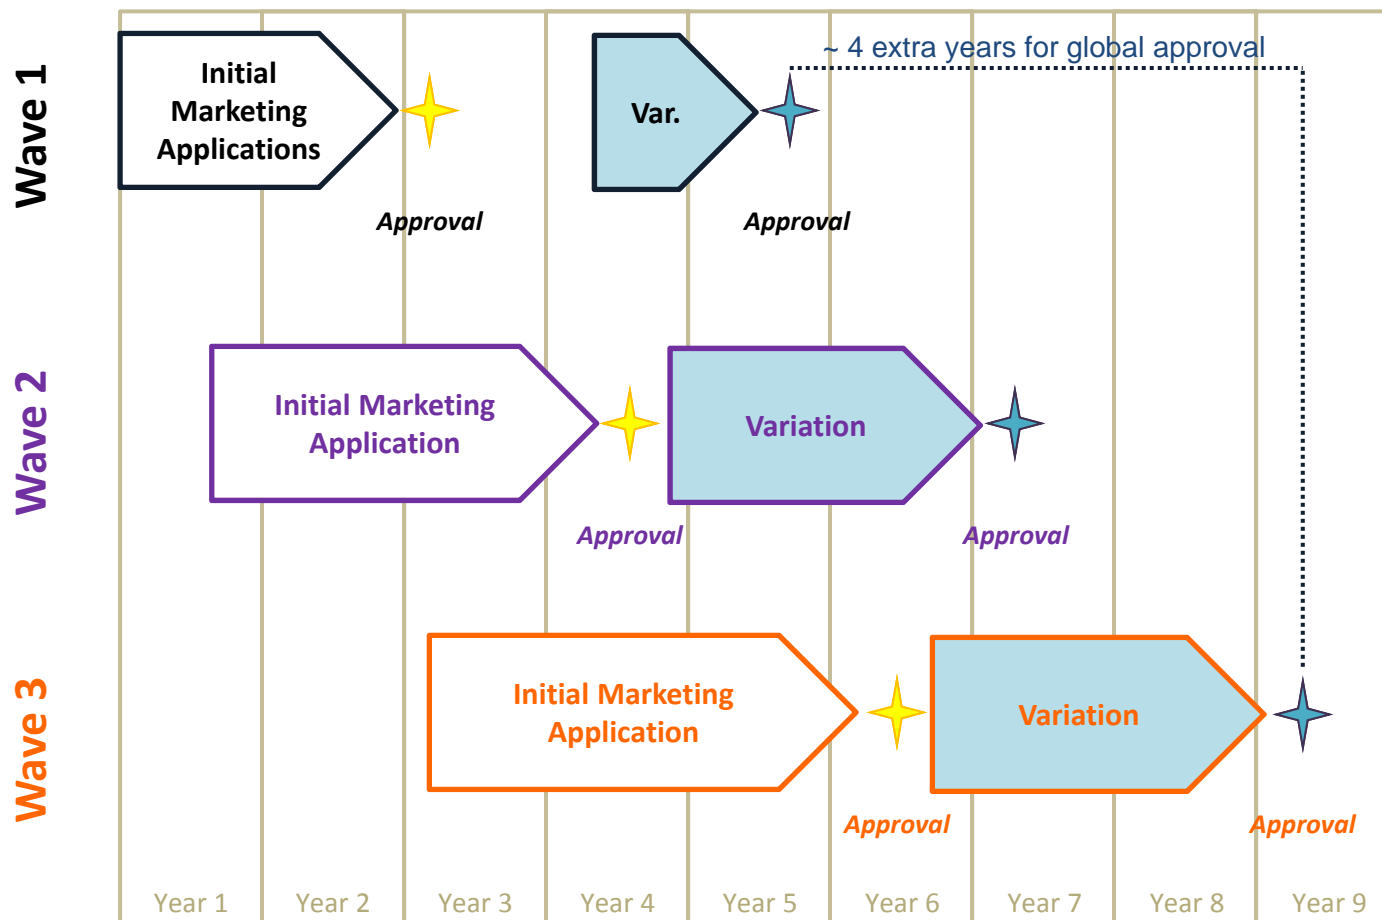 Wave 1
Initial
Marketing
Applications
Approval
Var.
Approval
~ 4 extra years for global approval
Wave 2
Initial Marketing
Application
Approval
Variation
Approval
Wave 3
Initial Marketing
Application
Approval
Variation
Approval
Year 1
Year 2
Year 3
Year 4
Year 5
Year 6
Year 7
Year 8
Year 9